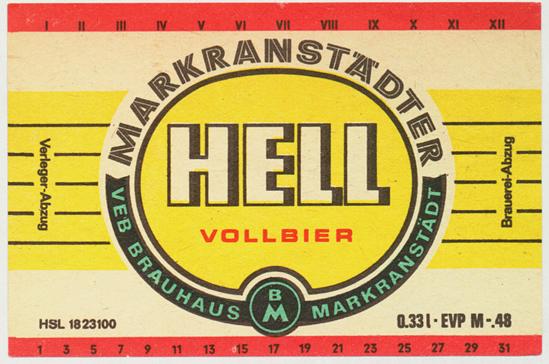 I II III IV V VI VII VIII IX X XI XII
MARKRANSTÄDTER
HELL
VOLLBIER
Verleger-Abzug
Brauerei-Abzug
VEB BRAUHAUS MARKRANSTÄDT
B
M
HSL 1823100
0.33 l · EVP M -.48
1 3 5 7 9 11 13 15 17 19 21 23 25 27 29 31